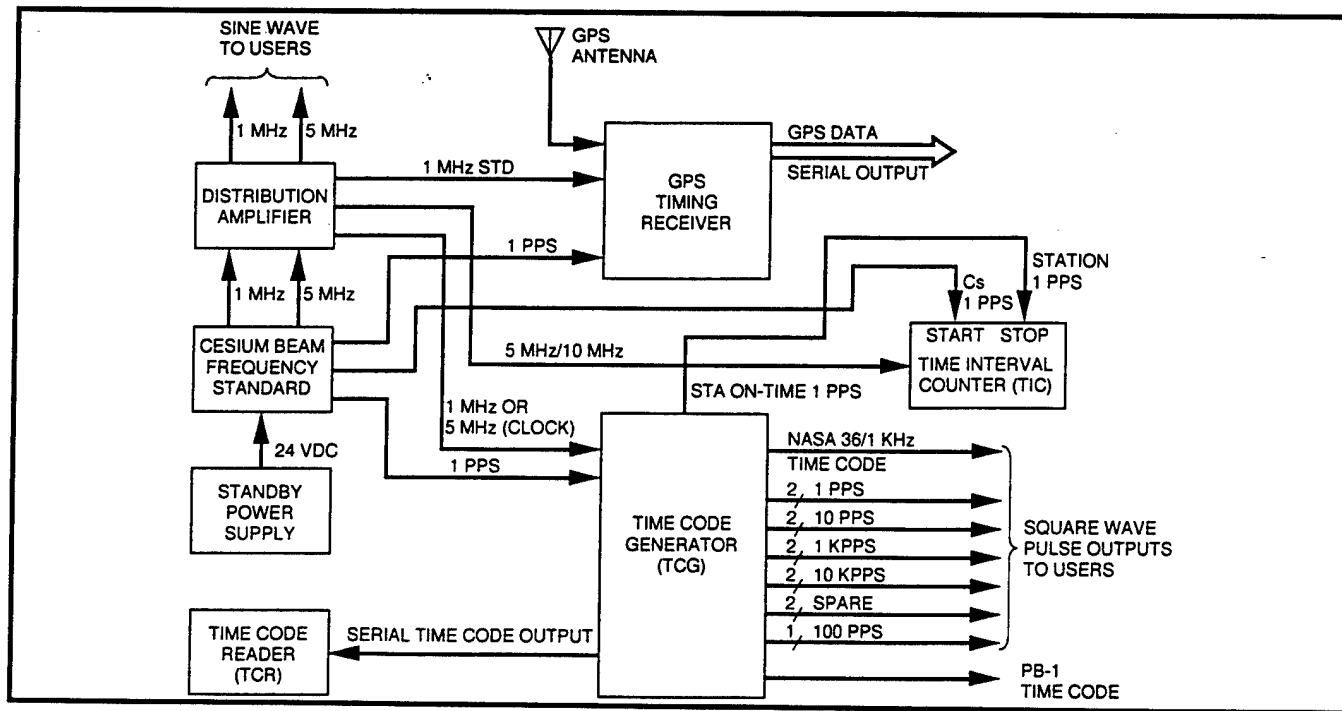 SINE WAVE
TO USERS
GPS
ANTENNA
1 MHz
5 MHz
DISTRIBUTION
AMPLIFIER
1 MHz STD
GPS
TIMING
RECEIVER
GPS DATA
SERIAL OUTPUT
1 PPS
STATION
1 PPS
Cs
1 PPS
1 MHz
5 MHz
CESIUM BEAM
FREQUENCY
STANDARD
5 MHz/10 MHz
START STOP
TIME INTERVAL
COUNTER (TIC)
STA ON-TIME 1 PPS
1 MHz OR
5 MHz (CLOCK)
24 VDC
1 PPS
STANDBY
POWER
SUPPLY
TIME CODE
GENERATOR
(TCG)
NASA 36/1 KHz
TIME CODE
2, 1 PPS
2, 10 PPS
2, 1 KPPS
2, 10 KPPS
2, SPARE
1, 100 PPS
SQUARE WAVE
PULSE OUTPUTS
TO USERS
TIME CODE
READER
(TCR)
SERIAL TIME CODE OUTPUT
PB-1
TIME CODE